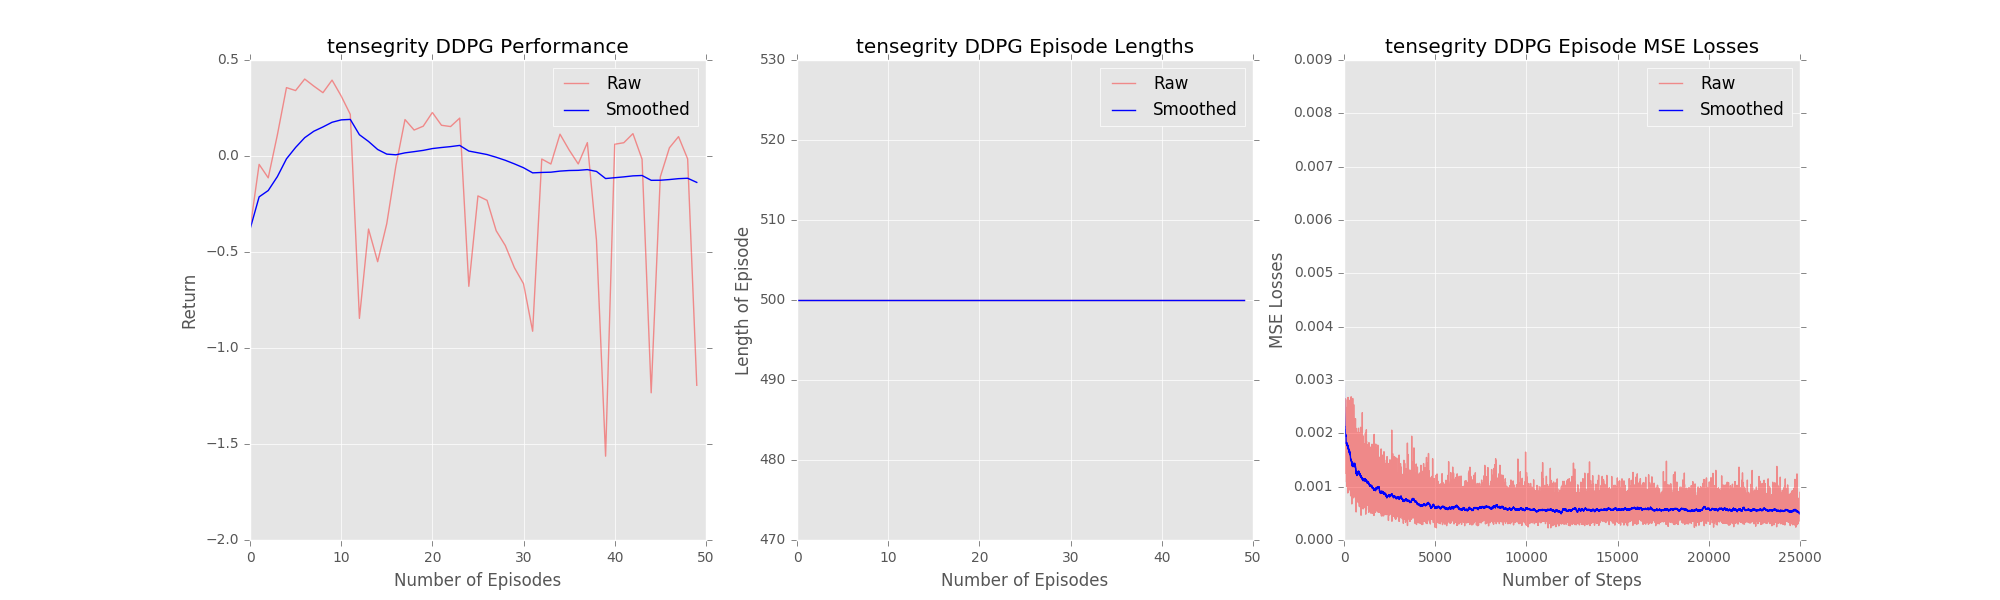 tensegrity DDPG Performance
0.5
0.0
−0.5
−1.0
−1.5
−2.0
Return
Raw
Smoothed
0
10
20
30
40
50
Number of Episodes
tensegrity DDPG Episode Lengths
530
520
510
500
490
480
470
Length of Episode
Raw
Smoothed
0
10
20
30
40
50
Number of Episodes
tensegrity DDPG Episode MSE Losses
0.009
0.008
0.007
0.006
0.005
0.004
0.003
0.002
0.001
0.000
MSE Losses
Raw
Smoothed
0
5000
10000
15000
20000
25000
Number of Steps